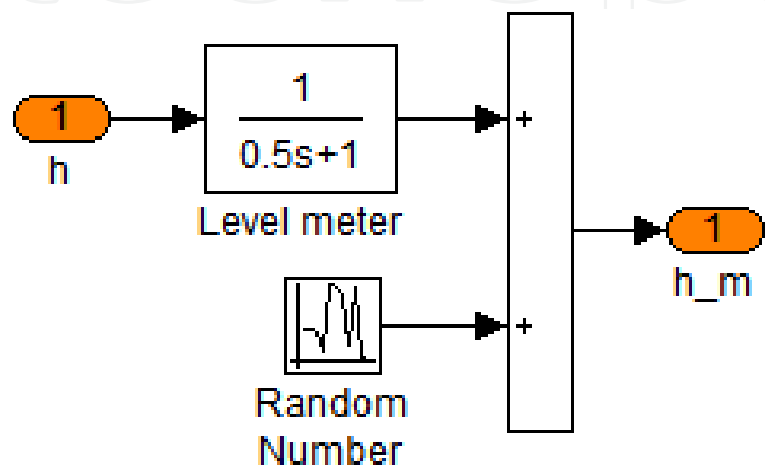 1
h
1
0.5s+1
Level meter
+
+
Random
Number
1
h_m